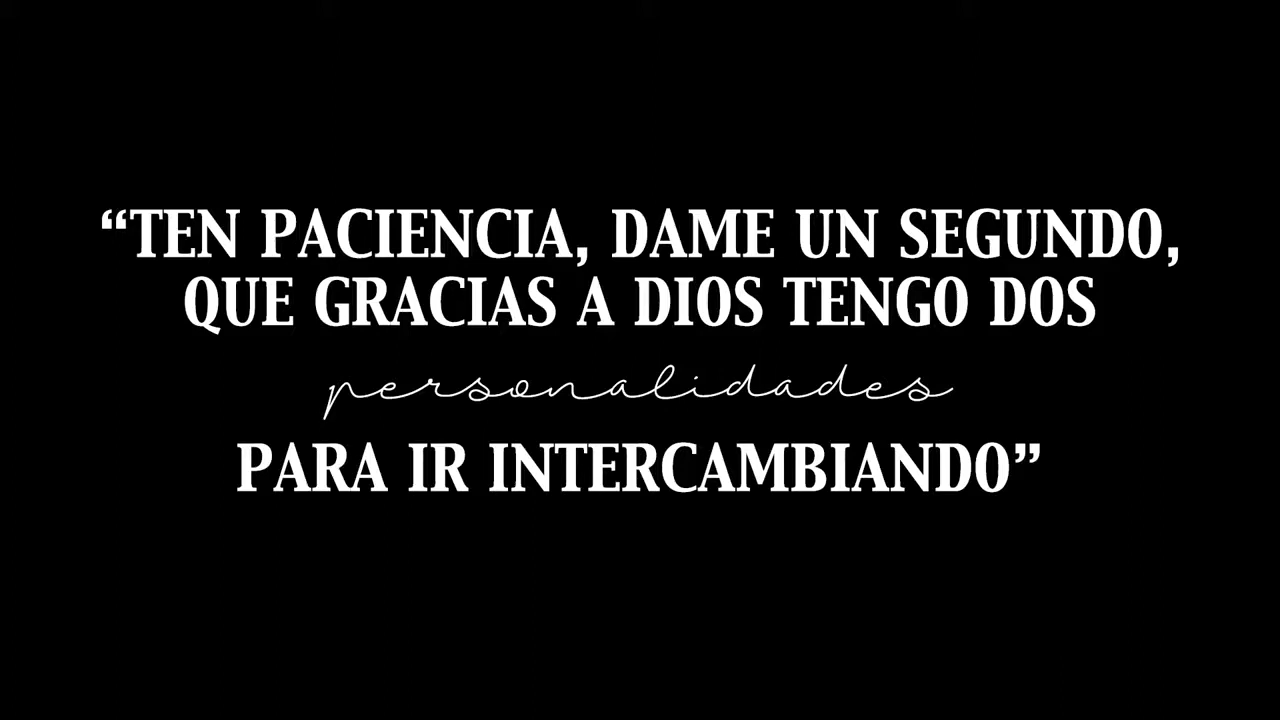 “TEN PACIENCIA, DAME UN SEGUNDO,
QUE GRACIAS A DIOS TENGO DOS
personalidades
PARA IR INTERCAMBIANDO”